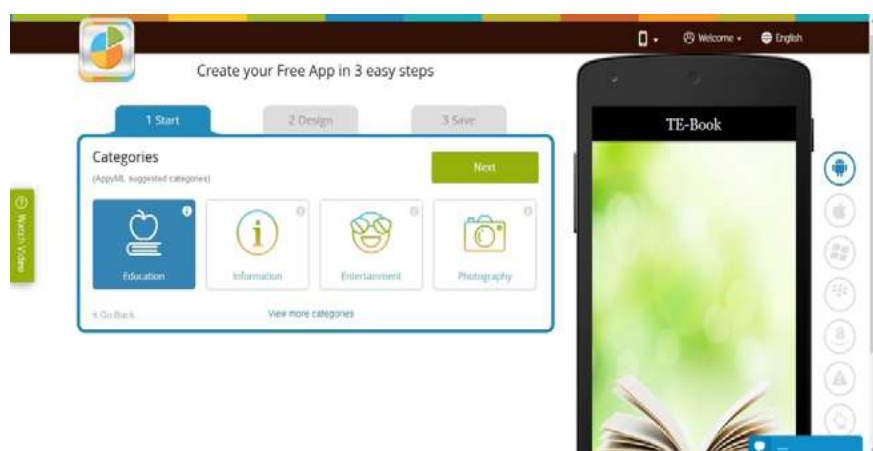 Welcome
English
Create your Free App in 3 easy steps
1 Start
2 Design
3 Save
TE-Book
Categories
(AppyML suggested categories)
Next
Education
Information
Entertainment
Photography
< Go Back
View more categories
Watch Video
a